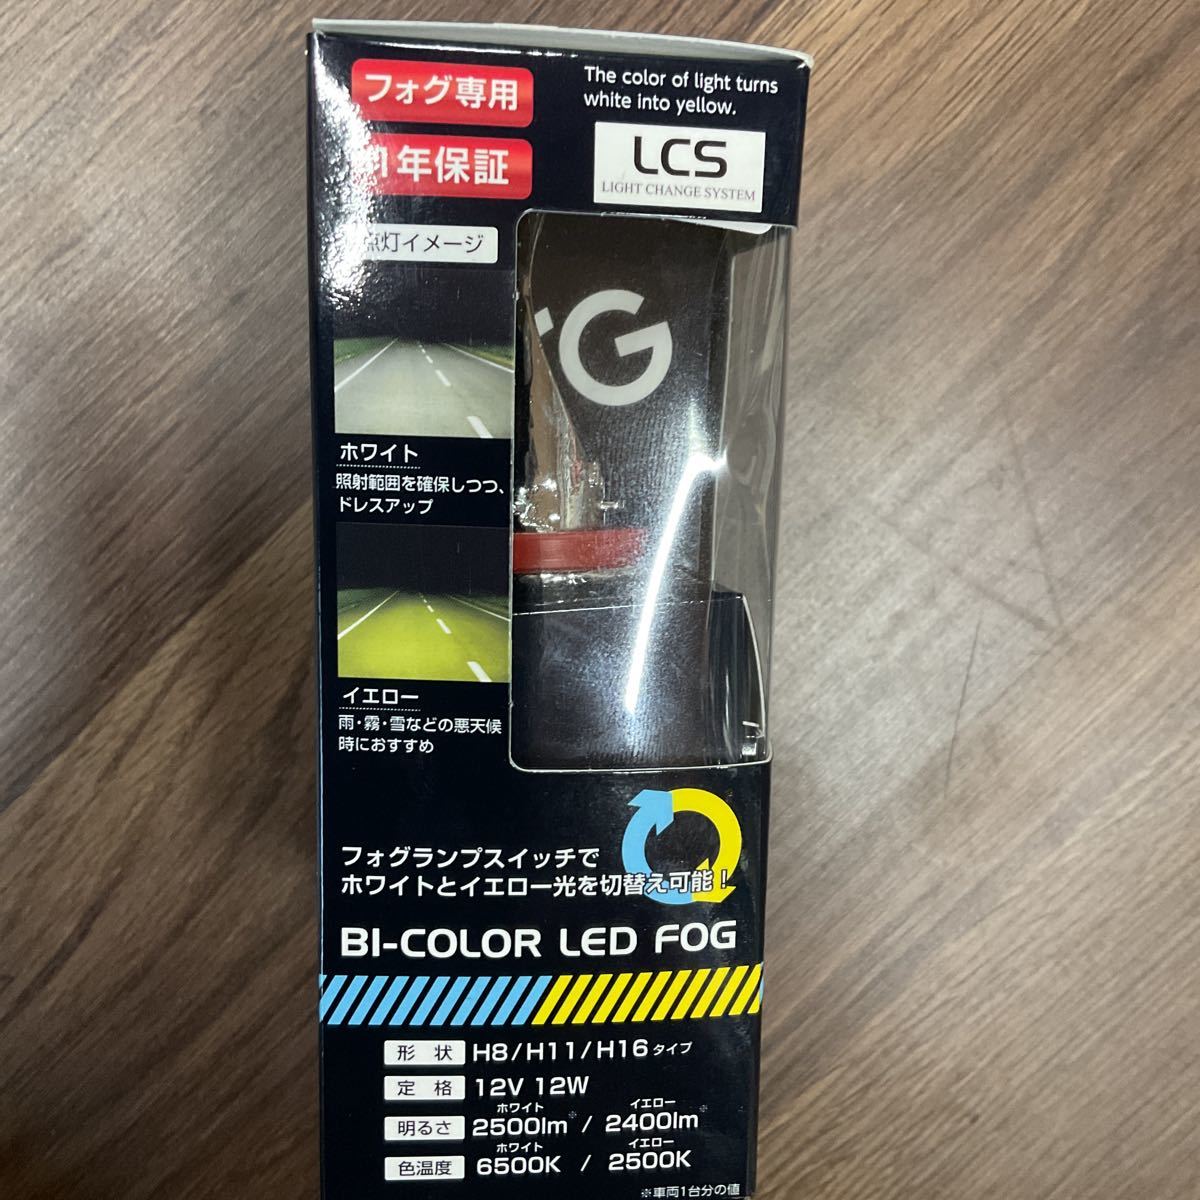 フォグ専用
1年保証
The color of light turns
white into yellow.
LCS
LIGHT CHANGE SYSTEM
点灯イメージ
G
ホワイト
照射範囲を確保しつつ、
ドレスアップ
イエロー
雨・霧・雪などの悪天候
時におすすめ
フォグランプスイッチで
ホワイトとイエロー光を切替え可能!
BI-COLOR LED FOG
形 状 H8/H11/H16タイプ
定 格 12V 12W
ホワイト イエロー
明るさ 2500lm※ / 2400lm※
ホワイト イエロー
色温度 6500K / 2500K
※車両1台分の値